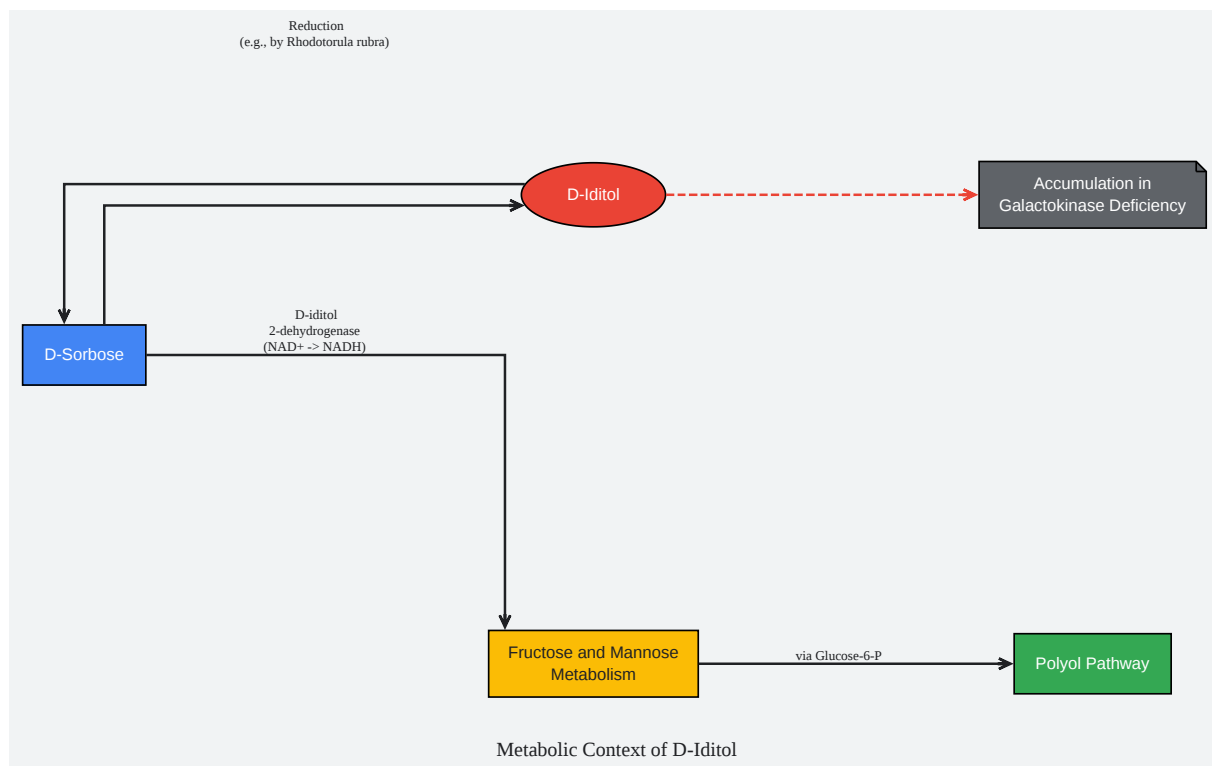 Reduction
(e.g., by Rhodotorula rubra)
D-Iditol
Accumulation in
Galactokinase Deficiency
D-iditol
2-dehydrogenase
(NAD+ -> NADH)
D-Sorbose
Fructose and Mannose
Metabolism
via Glucose-6-P
Polyol Pathway
Metabolic Context of D-Iditol